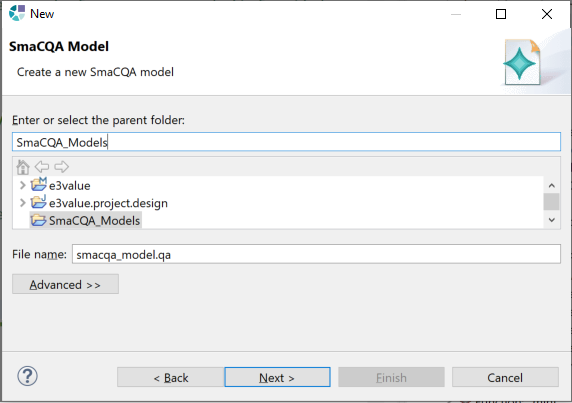 New
SmaCQA Model
Create a new SmaCQA model
Enter or select the parent folder:
SmaCQA_Models
e3value
e3value.project.design
SmaCQA_Models
File name: smacqa_model.qa
Advanced >>
< Back Next > Finish Cancel